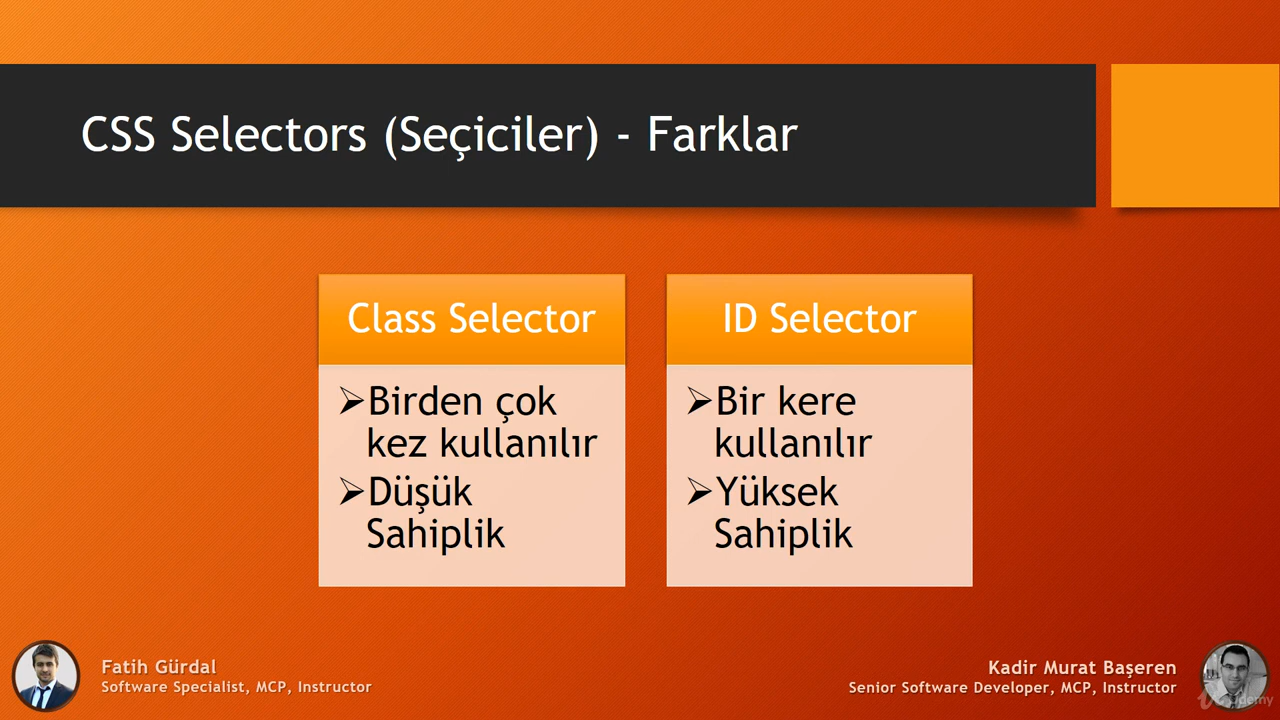 CSS Selectors (Seçiciler) - Farklar
Class Selector
➢Birden çok
kez kullanılır
➢Düşük
Sahiplik
ID Selector
➢Bir kere
kullanılır
➢Yüksek
Sahiplik
Fatih Gürdal
Software Specialist, MCP, Instructor
Kadir Murat Başeren
Senior Software Developer, MCP, Instructor
Udemy